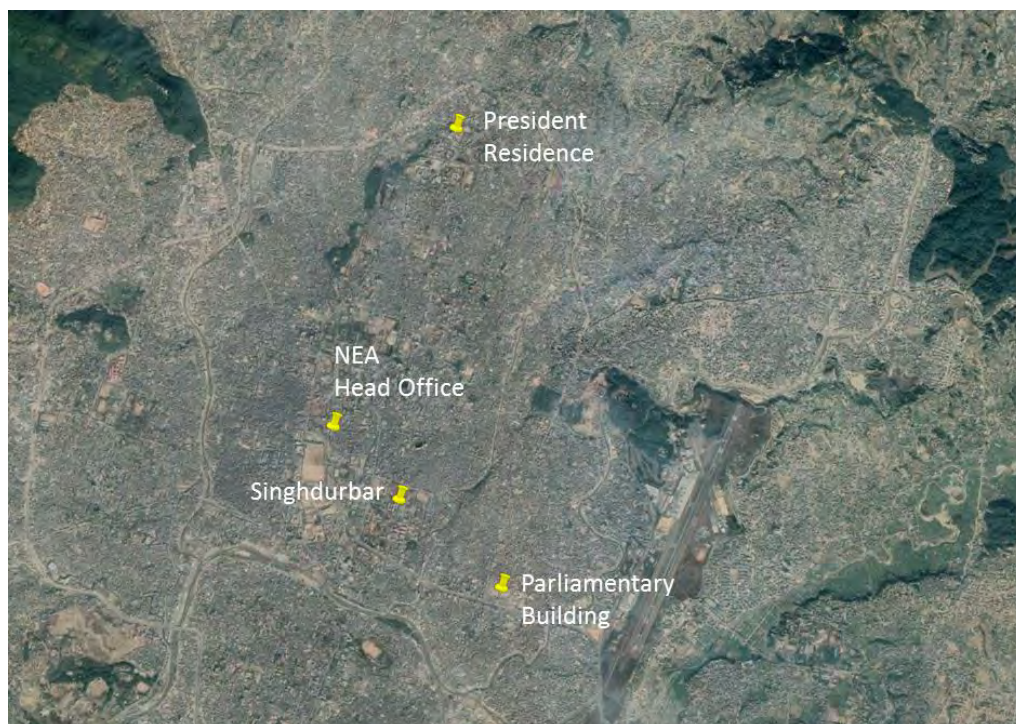 President
Residence
NEA
Head Office
Singhdurbar
Parliamentary
Building